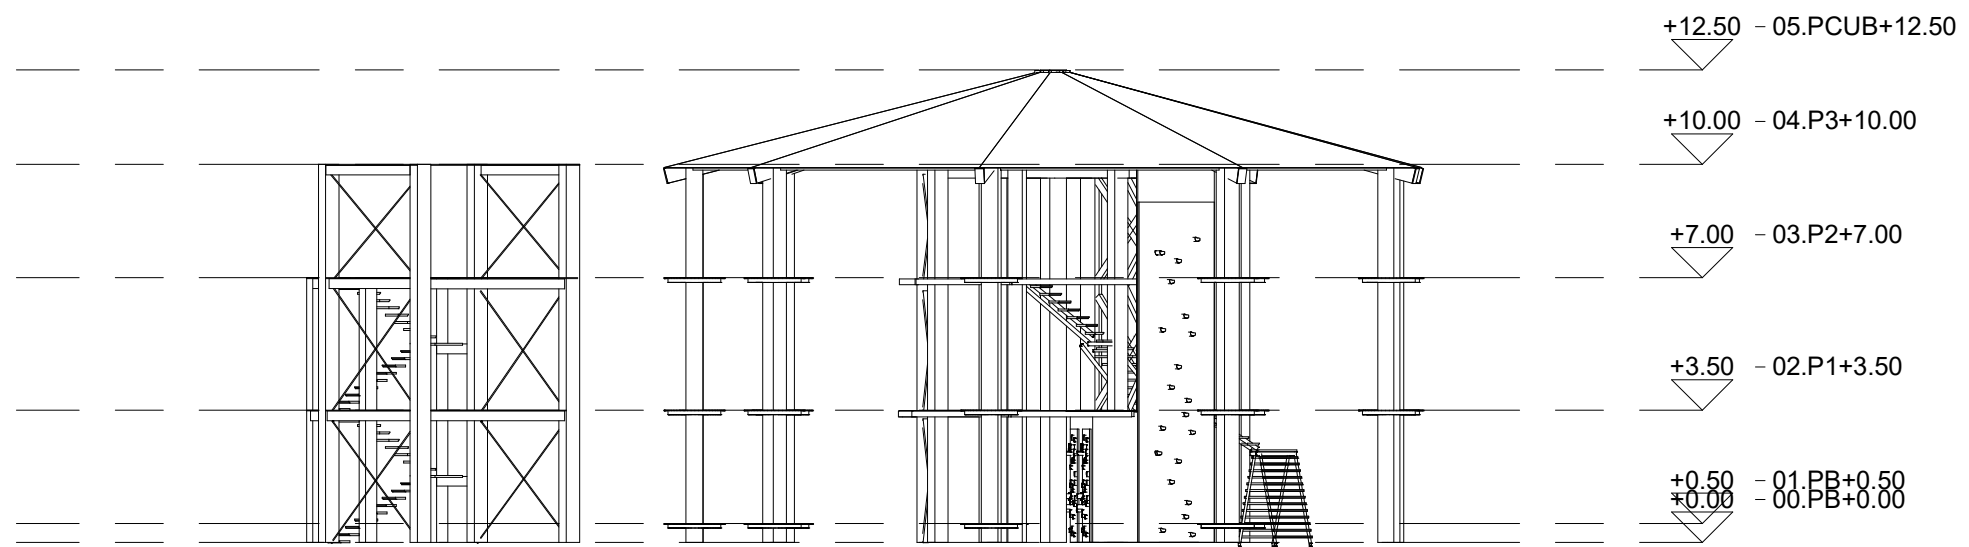 +12.50 - 05.PCUB+12.50
+10.00 - 04.P3+10.00
+7.00 - 03.P2+7.00
+3.50 - 02.P1+3.50
+0.50 - 01.PB+0.50
+0.00 - 00.PB+0.00